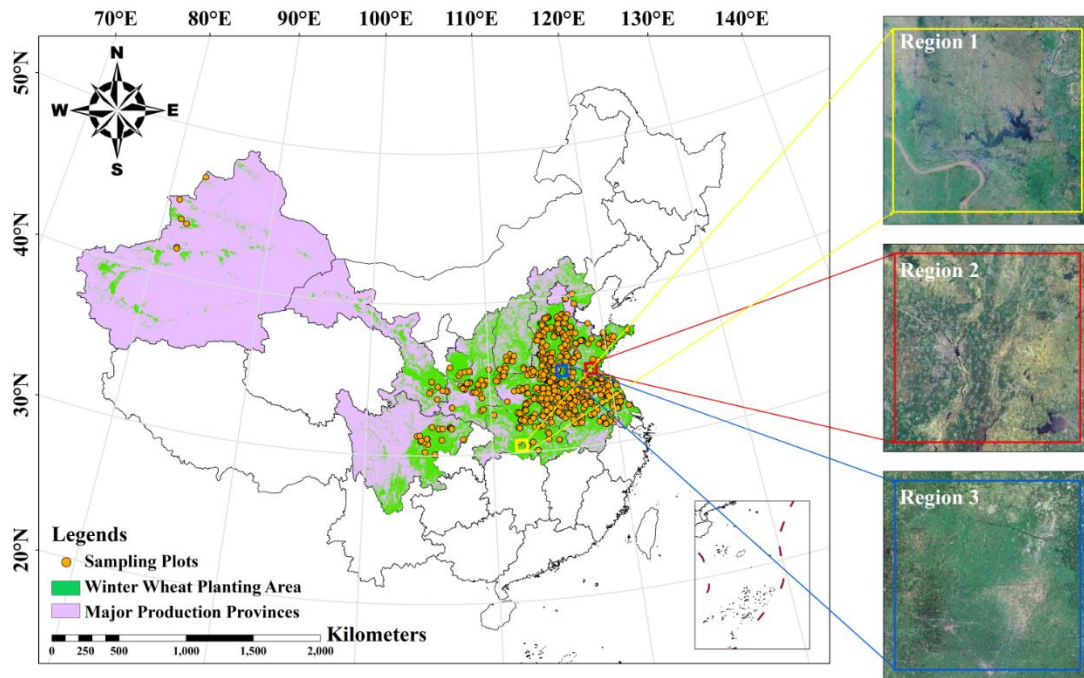 70°E 80°E 90°E 100°E 110°E 120°E 130°E 140°E
50°N
40°N
30°N
20°N
N
W E
S
Region 1
Region 2
Region 3
Legends
Sampling Plots
Winter Wheat Planting Area
Major Production Provinces
Kilometers
0 250 500 1,000 1,500 2,000